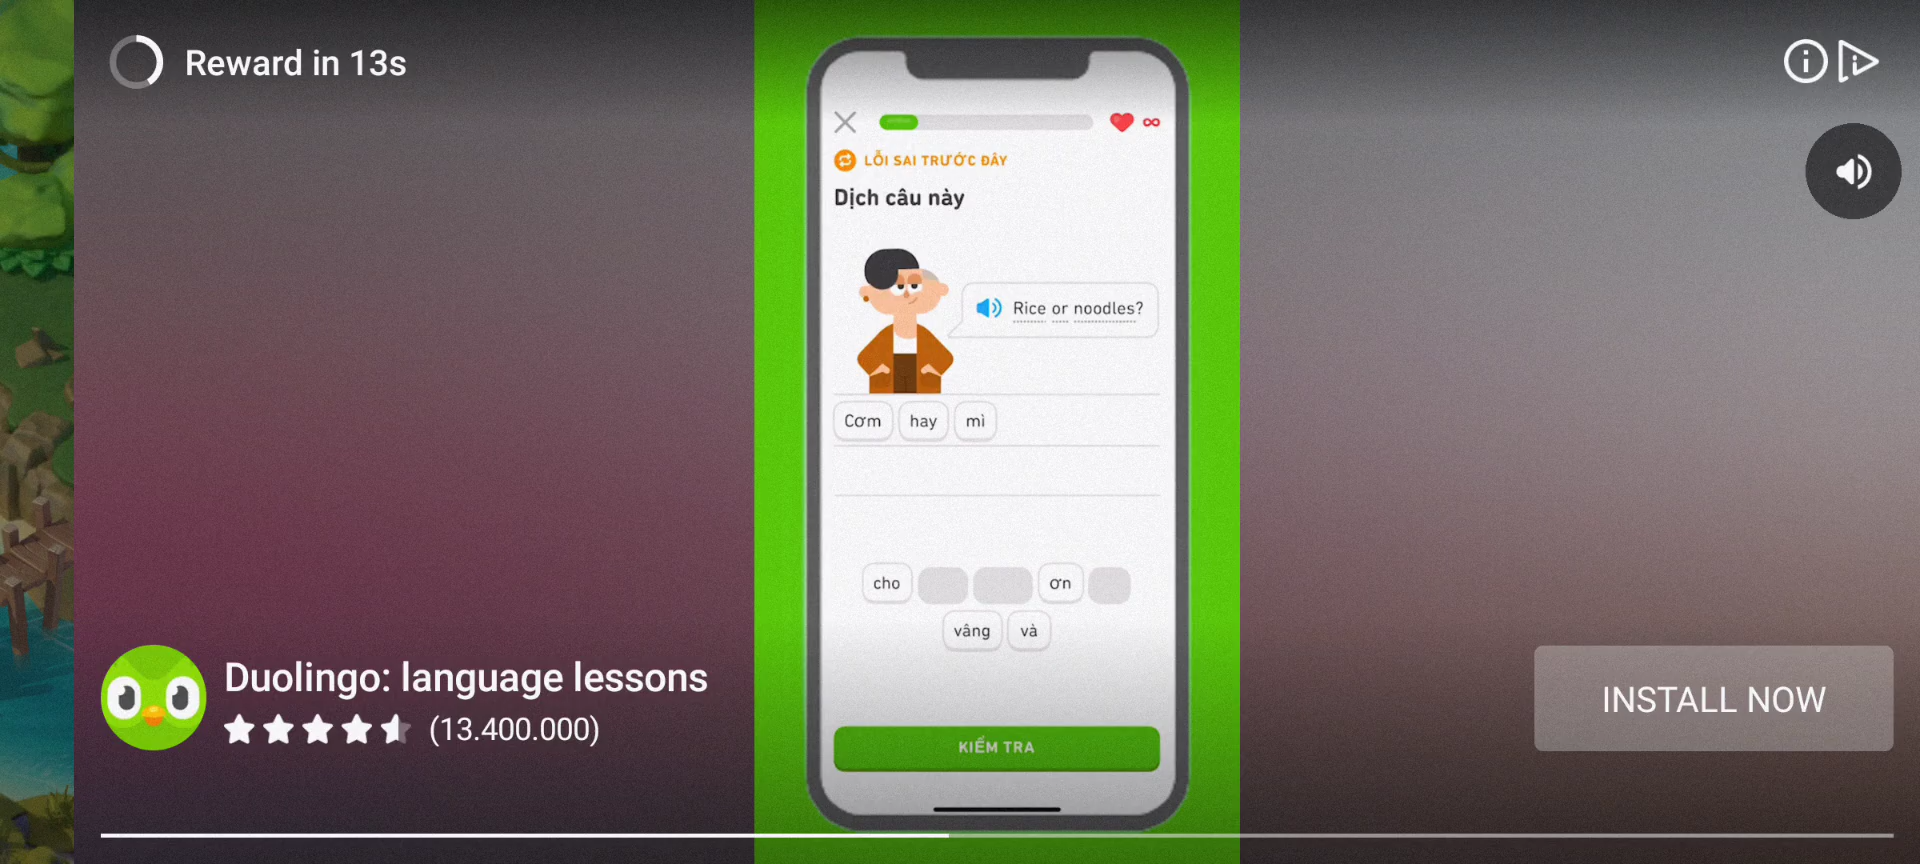 Reward in 13s
LỖI SAI TRƯỚC ĐÂY
Dịch câu này
Rice or noodles?
Cơm hay mì
cho ơn
vâng và
KIỂM TRA
Duolingo: language lessons
(13.400.000)
INSTALL NOW